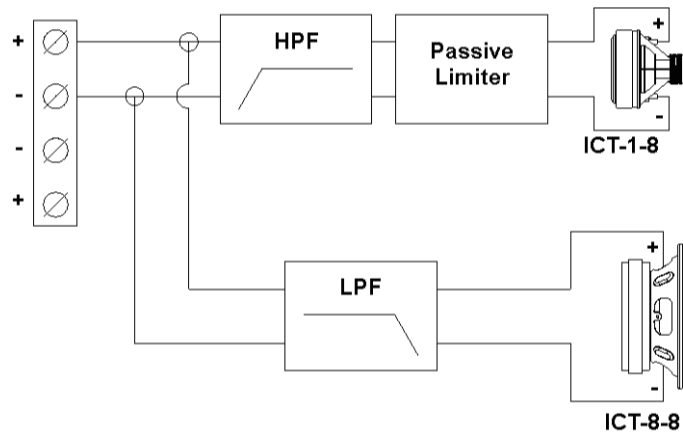 +
-
-
+
HPF
Passive
Limiter
+
-
ICT-1-8
LPF
+
-
ICT-8-8